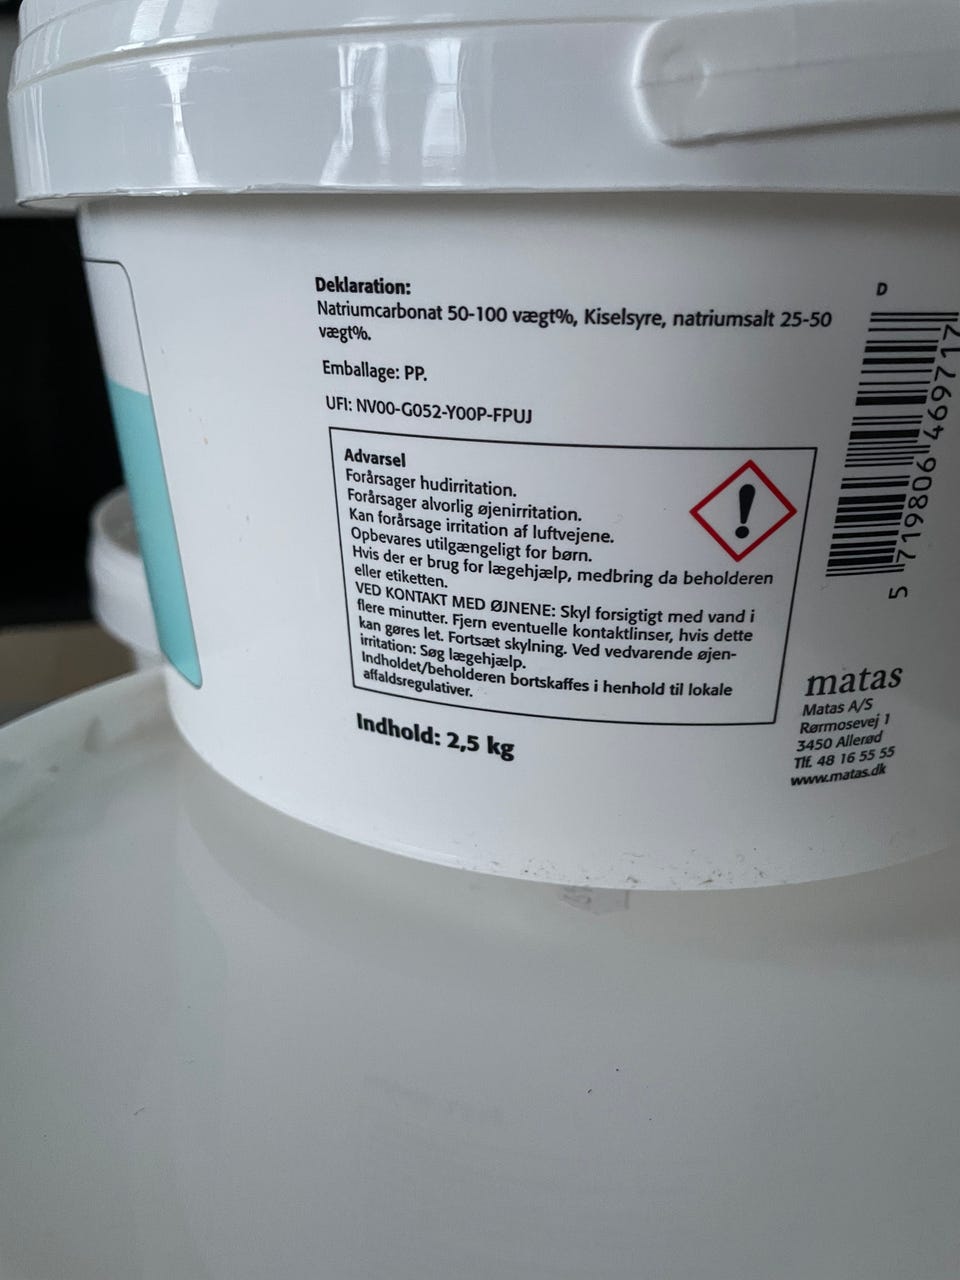 Deklaration:
Natriumcarbonat 50-100 vægt%, Kiselsyre, natriumsalt 25-50
vægt%.
Emballage: PP.
UFI: NV00-G052-Y00P-FPUJ
Advarsel
Forårsager hudirritation.
Forårsager alvorlig øjenirritation.
Kan forårsage irritation af luftvejene.
Opbevares utilgængeligt for børn.
Hvis der er brug for lægehjælp, medbring da beholderen
eller etiketten.
VED KONTAKT MED ØJNENE: Skyl forsigtigt med vand i
flere minutter. Fjern eventuelle kontaktlinser, hvis dette
kan gøres let. Fortsæt skylning. Ved vedvarende øjen-
irritation: Søg lægehjælp.
Indholdet/beholderen bortskaffes i henhold til lokale
affaldsregulativer.
Indhold: 2,5 kg
D
5 719806 469717
matas
Matas A/S
Rørmosevej 1
3450 Allerød
Tlf. 48 16 55 55
www.matas.dk